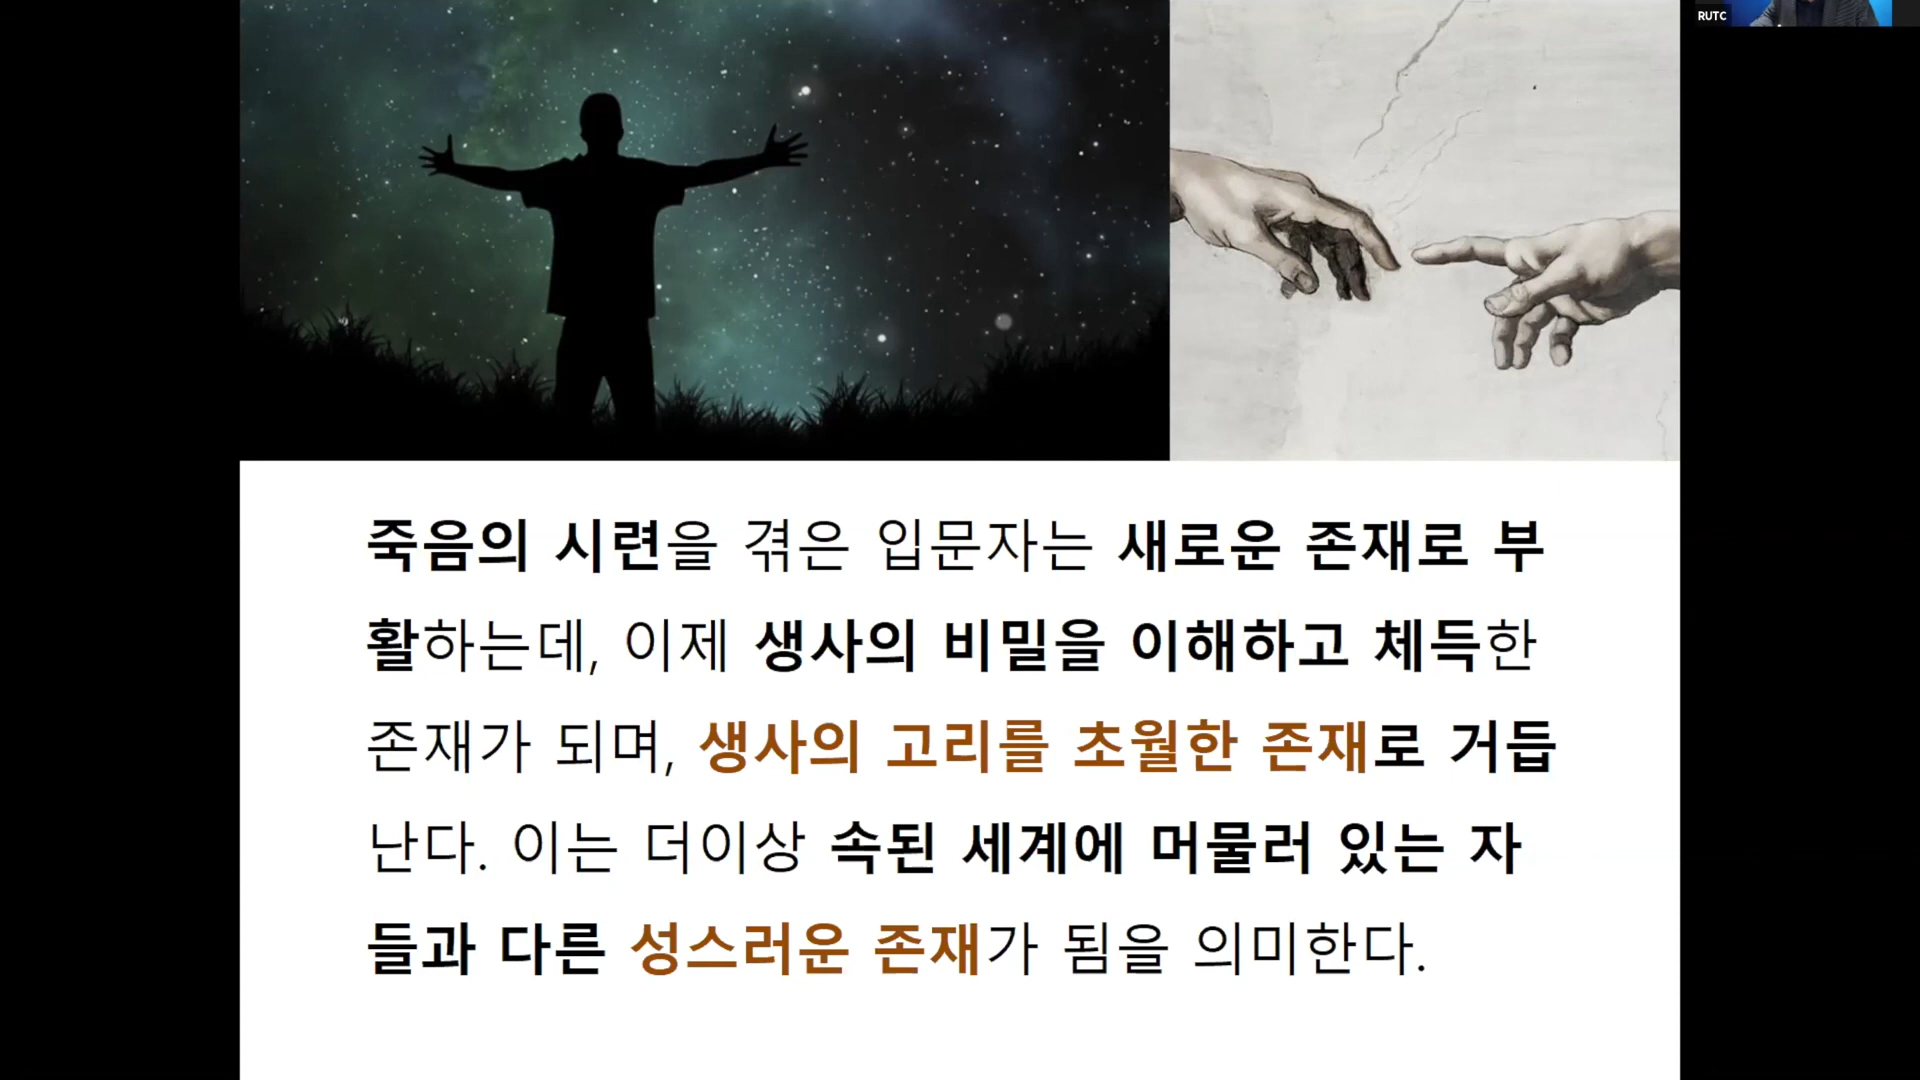 RUTC
죽음의 시련을 겪은 입문자는 새로운 존재로 부
활하는데, 이제 생사의 비밀을 이해하고 체득한
존재가 되며, 생사의 고리를 초월한 존재로 거듭
난다. 이는 더이상 속된 세계에 머물러 있는 자
들과 다른 성스러운 존재가 됨을 의미한다.